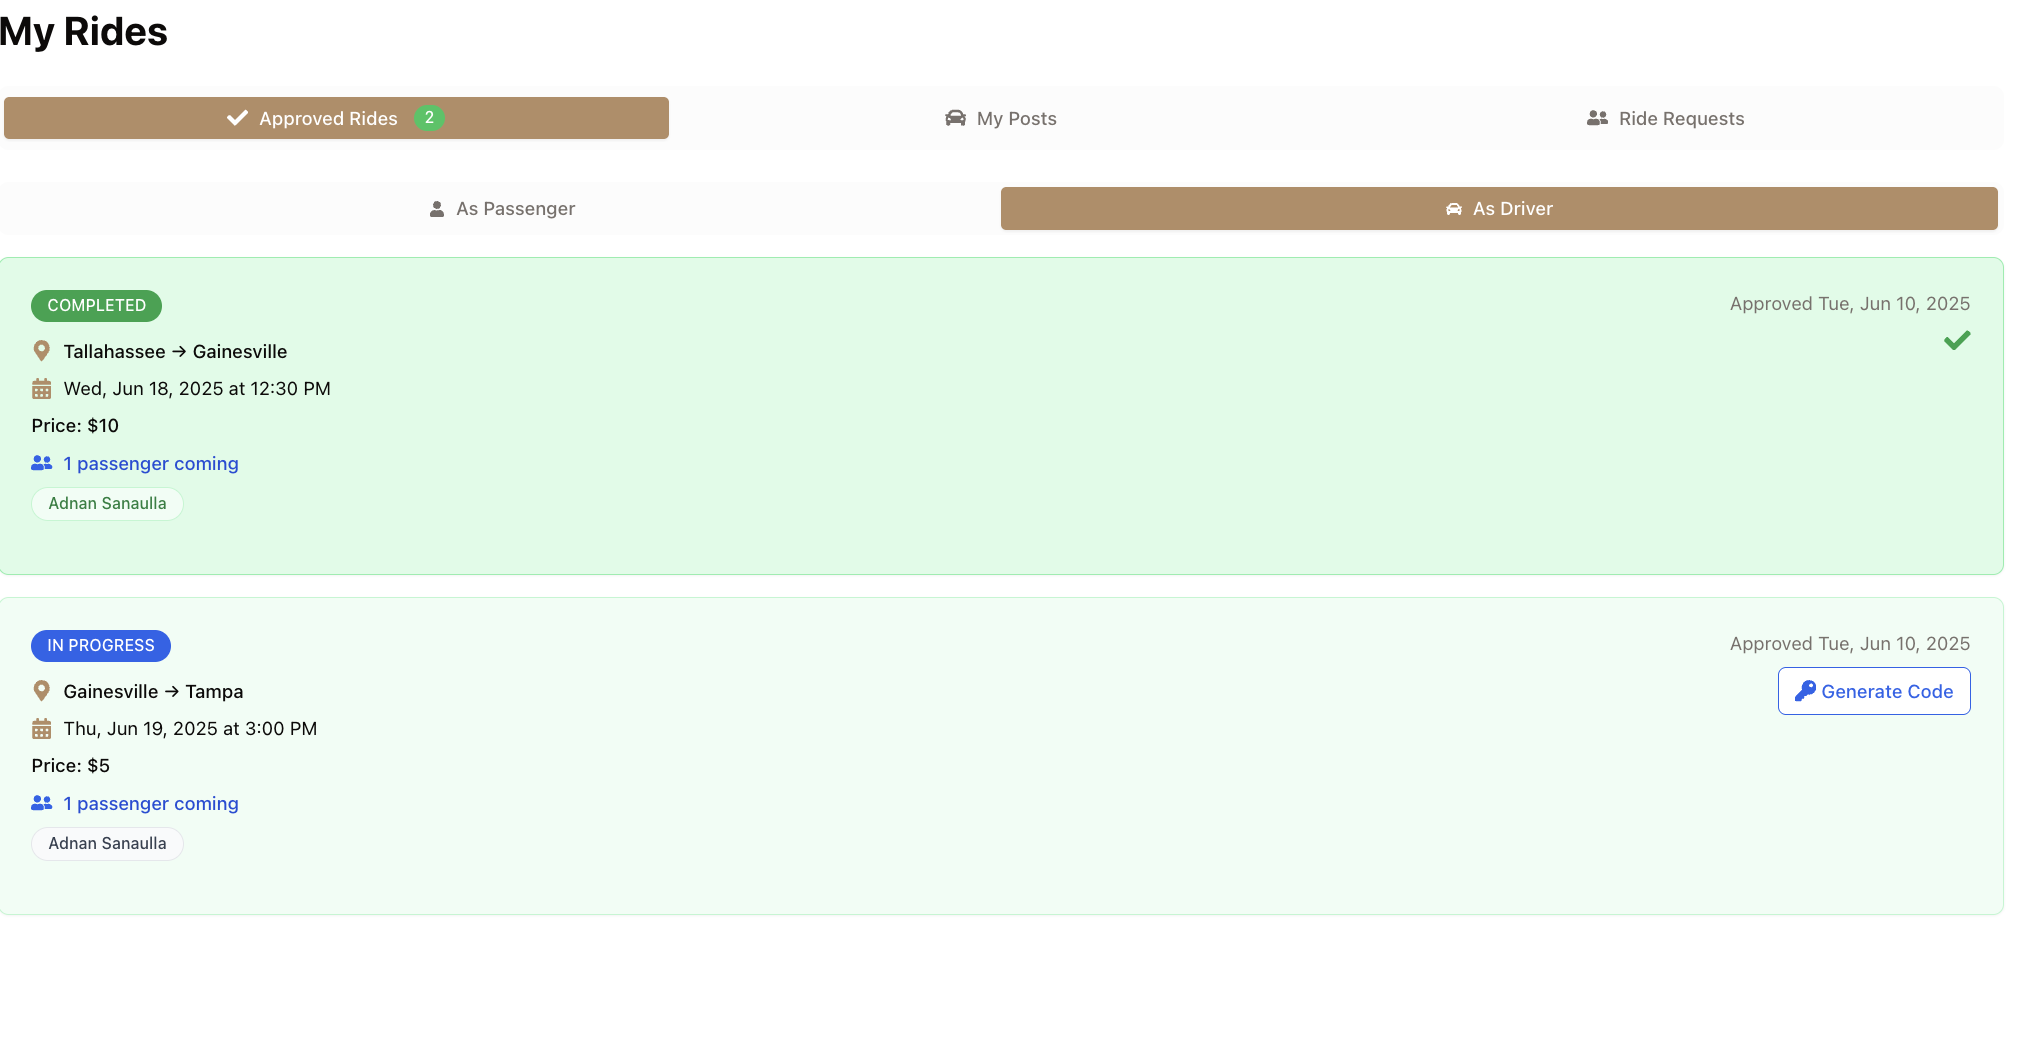 My Rides
Approved Rides 2
My Posts
Ride Requests
As Passenger
As Driver
COMPLETED
Approved Tue, Jun 10, 2025
Tallahassee → Gainesville
Wed, Jun 18, 2025 at 12:30 PM
Price: $10
1 passenger coming
Adnan Sanaulla
IN PROGRESS
Approved Tue, Jun 10, 2025
Generate Code
Gainesville → Tampa
Thu, Jun 19, 2025 at 3:00 PM
Price: $5
1 passenger coming
Adnan Sanaulla